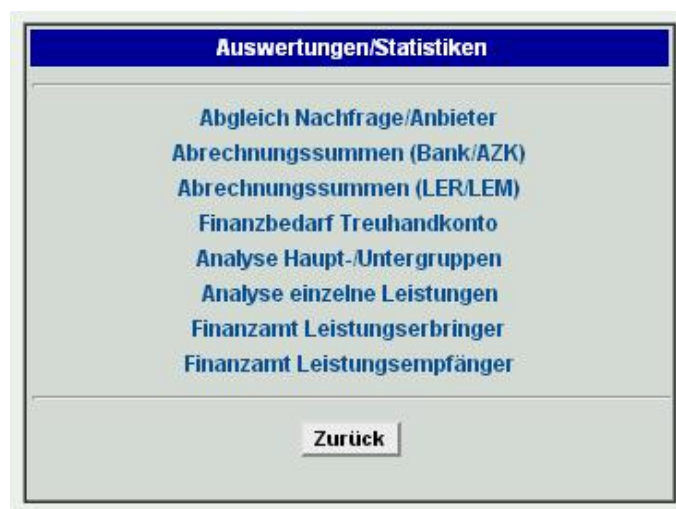 Auswertungen/Statistiken
Abgleich Nachfrage/Anbieter
Abrechnungssummen (Bank/AZK)
Abrechnungssummen (LER/LEM)
Finanzbedarf Treuhandkonto
Analyse Haupt-/Untergruppen
Analyse einzelne Leistungen
Finanzamt Leistungserbringer
Finanzamt Leistungsempfänger
Zurück